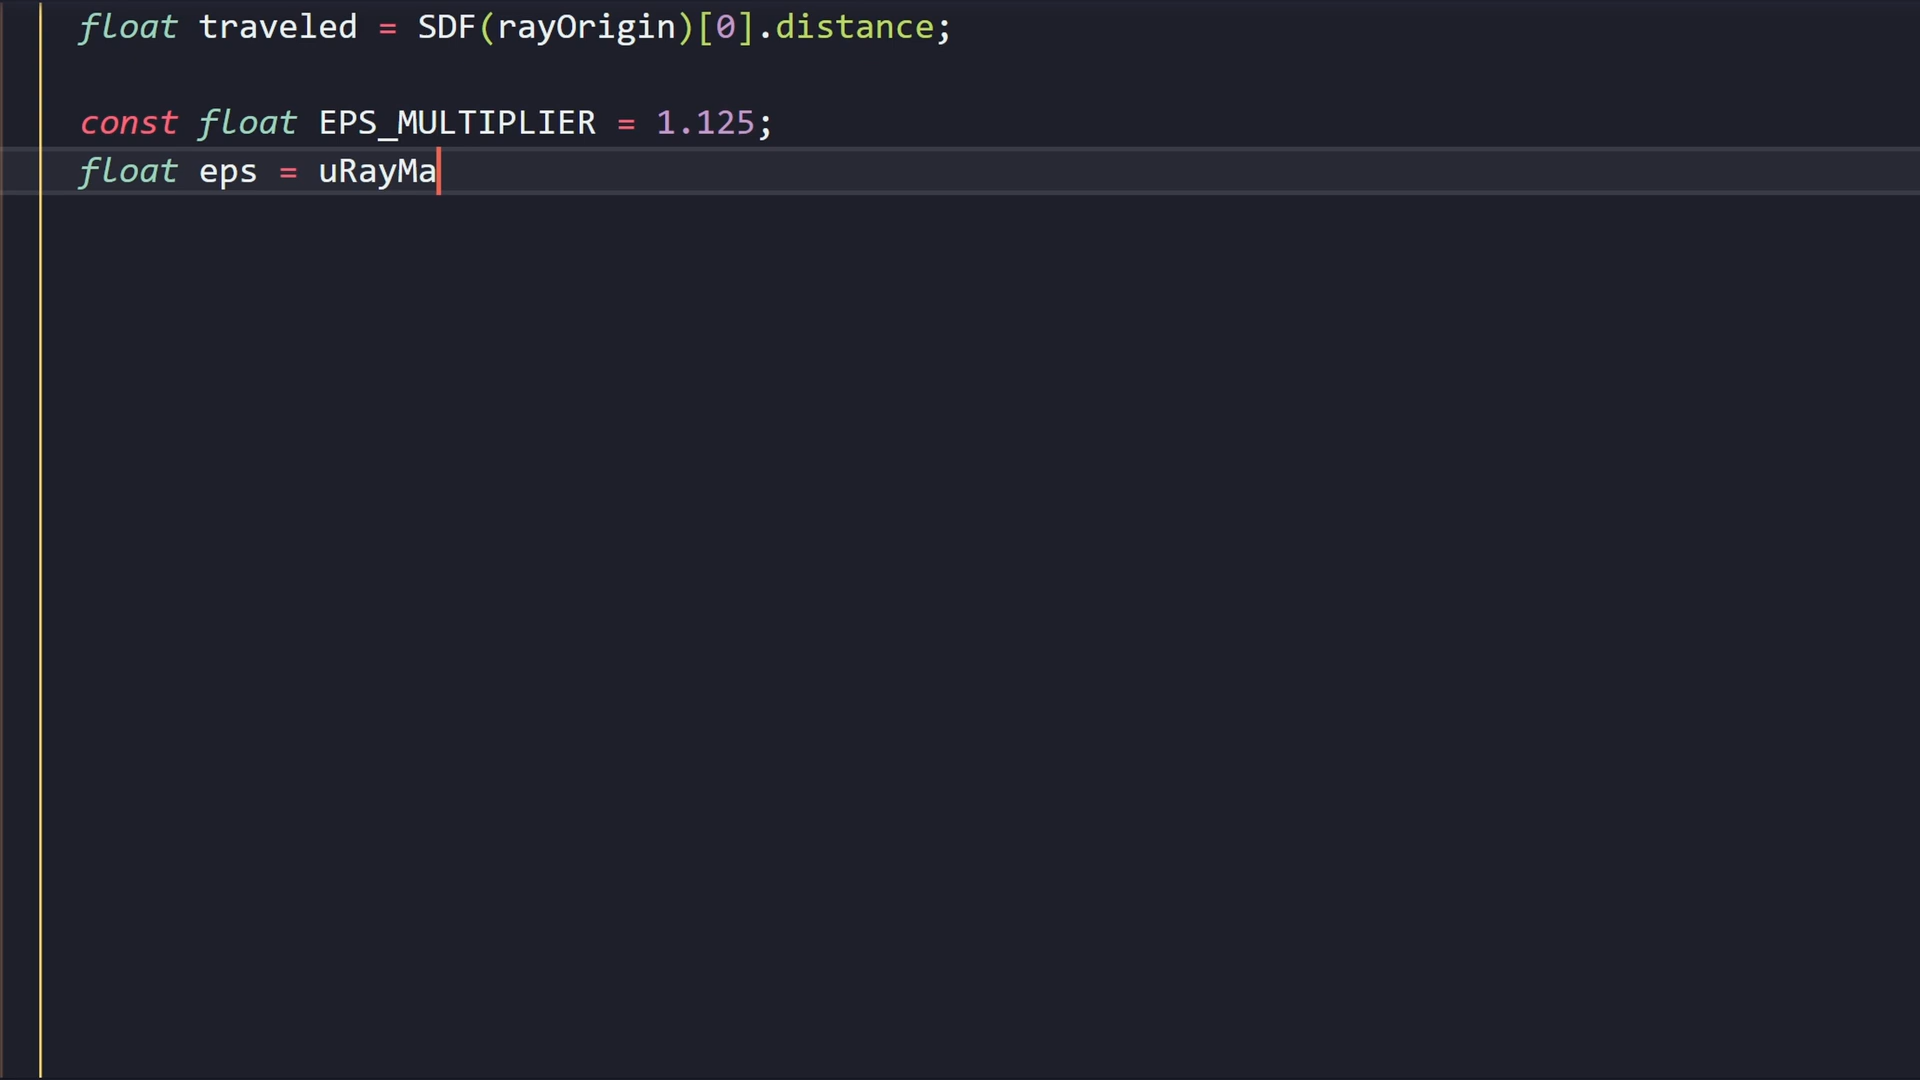 float traveled = SDF(rayOrigin)[0].distance;
const float EPS_MULTIPLIER = 1.125;
float eps = uRayMa